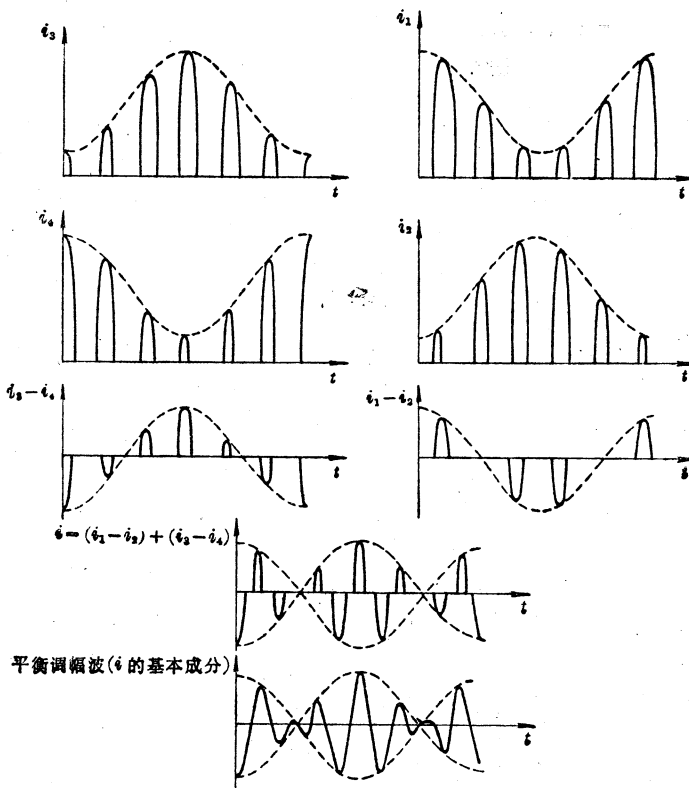 i₃
t
i₁
t
i₄
t
i₂
t
i₃-i₄
t
i₁-i₂
t
i=(i₁-i₂)+(i₃-i₄)
t
平衡调幅波(i的基本成分)
t